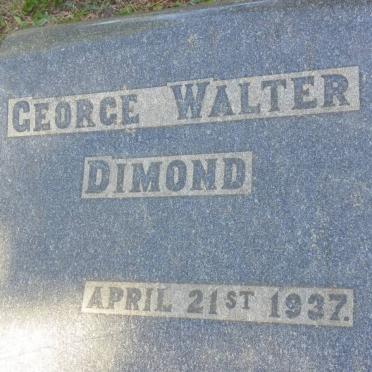 GEORGE WALTER
DIMOND
APRIL 21ST 1937.